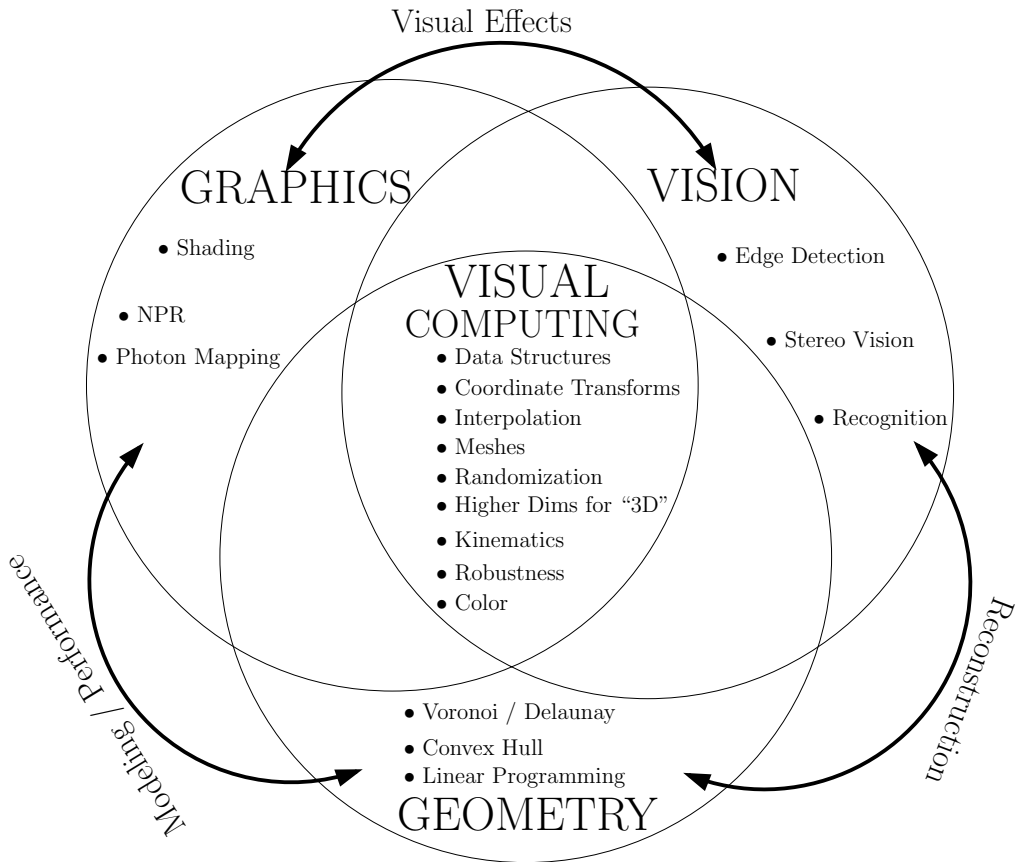 Visual Effects
GRAPHICS
VISION
• Shading
• NPR
• Photon Mapping
• Edge Detection
• Stereo Vision
• Recognition
VISUAL
COMPUTING
• Data Structures
• Coordinate Transforms
• Interpolation
• Meshes
• Randomization
• Higher Dims for “3D”
• Kinematics
• Robustness
• Color
Modeling / Performance
Reconstruction
• Voronoi / Delaunay
• Convex Hull
• Linear Programming
GEOMETRY